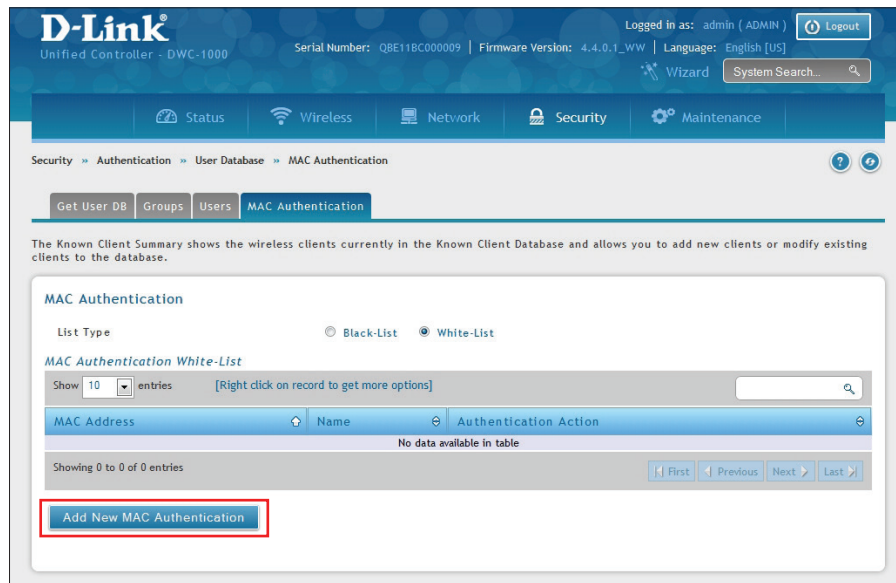 D-Link
Unified Controller - DWC-1000
Logged in as: admin ( ADMIN ) Logout
Serial Number: QBE11BC000009 | Firmware Version: 4.4.0.1_WW | Language: English [US]
Wizard System Search...
Status Wireless Network Security Maintenance
Security » Authentication » User Database » MAC Authentication
Get User DB Groups Users MAC Authentication
The Known Client Summary shows the wireless clients currently in the Known Client Database and allows you to add new clients or modify existing
clients to the database.
MAC Authentication
List Type Black-List White-List
MAC Authentication White-List
Show 10 entries [Right click on record to get more options]
MAC Address Name Authentication Action
No data available in table
Showing 0 to 0 of 0 entries First Previous Next Last
Add New MAC Authentication